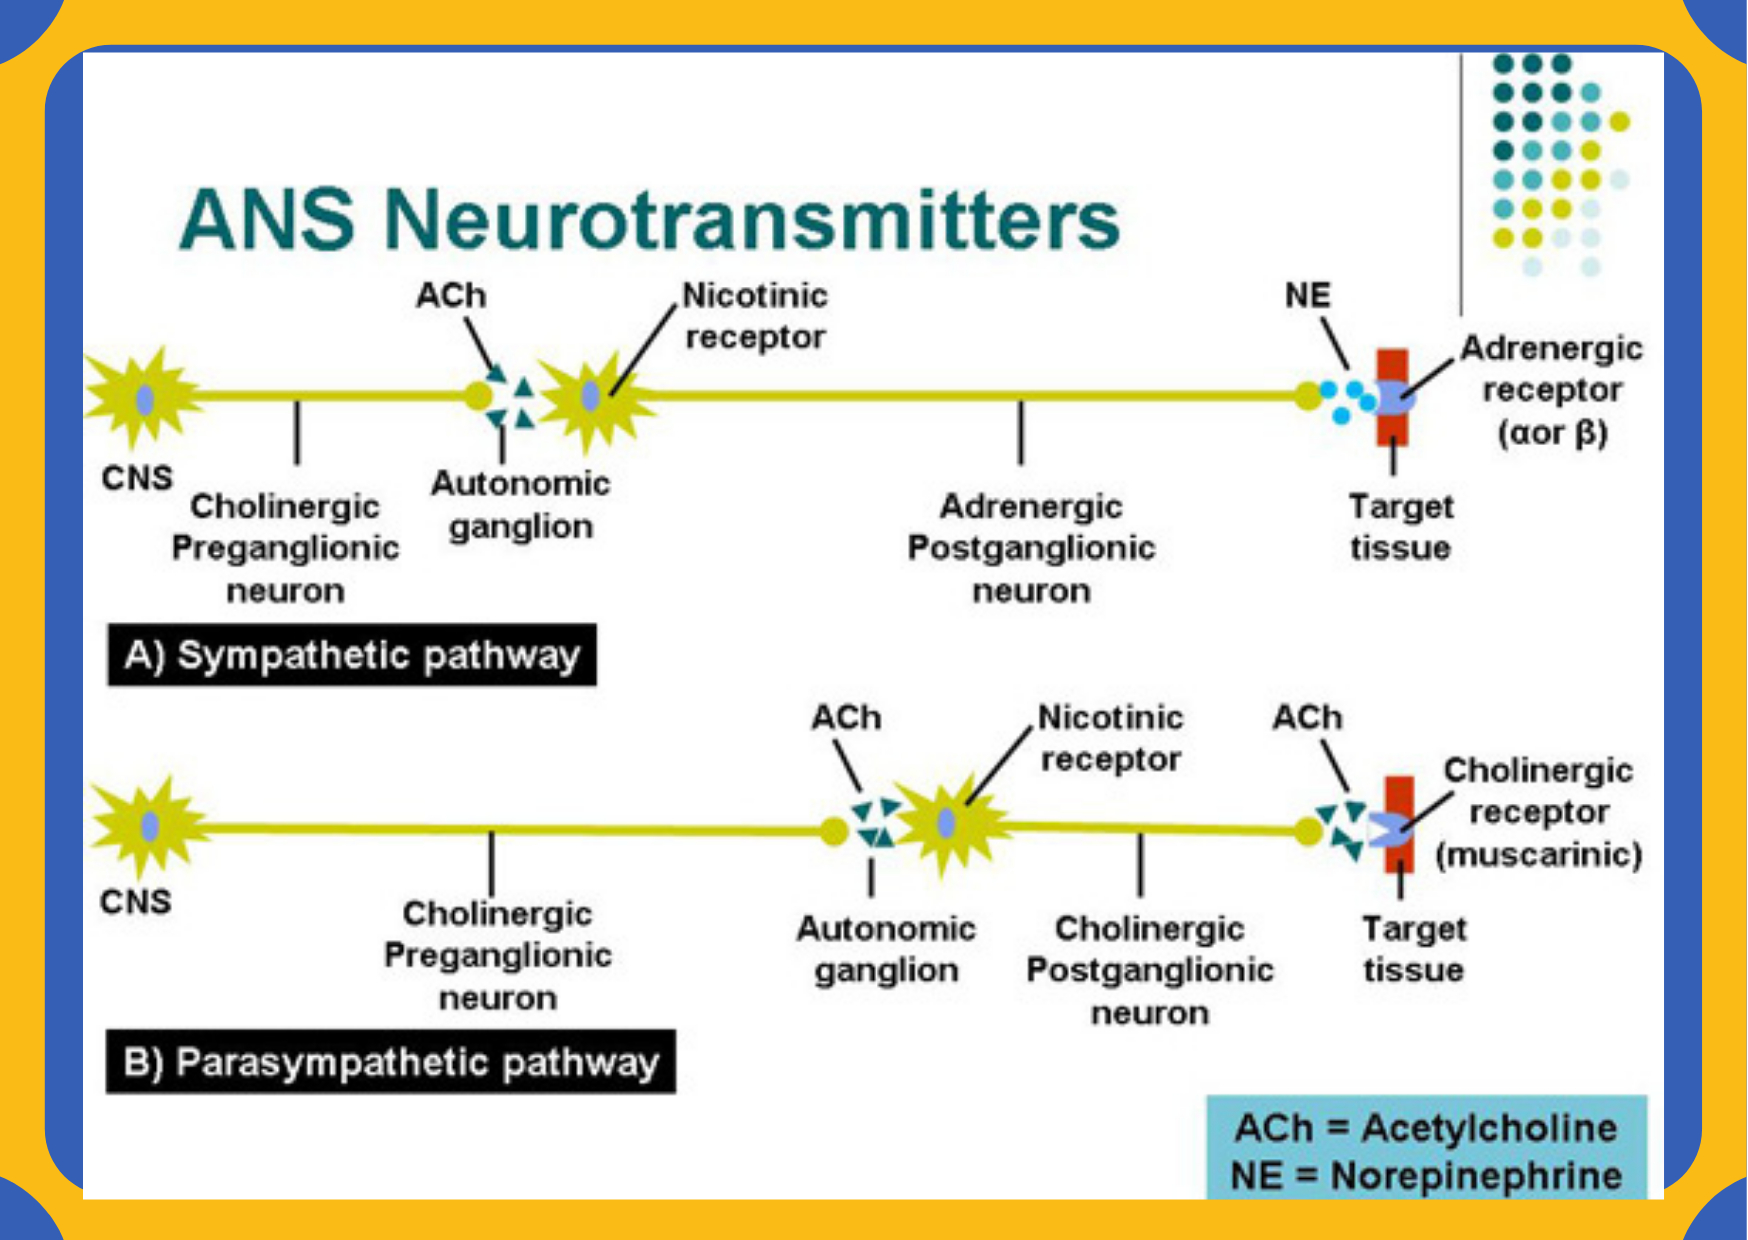 ANS Neurotransmitters
ACh
Nicotinic
receptor
NE
Adrenergic
receptor
(αor β)
CNS
Cholinergic
Preganglionic
neuron
Autonomic
ganglion
Adrenergic
Postganglionic
neuron
Target
tissue
A) Sympathetic pathway
ACh
Nicotinic
receptor
ACh
Cholinergic
receptor
(muscarinic)
CNS
Cholinergic
Preganglionic
neuron
Autonomic
ganglion
Cholinergic
Postganglionic
neuron
Target
tissue
B) Parasympathetic pathway
ACh = Acetylcholine
NE = Norepinephrine